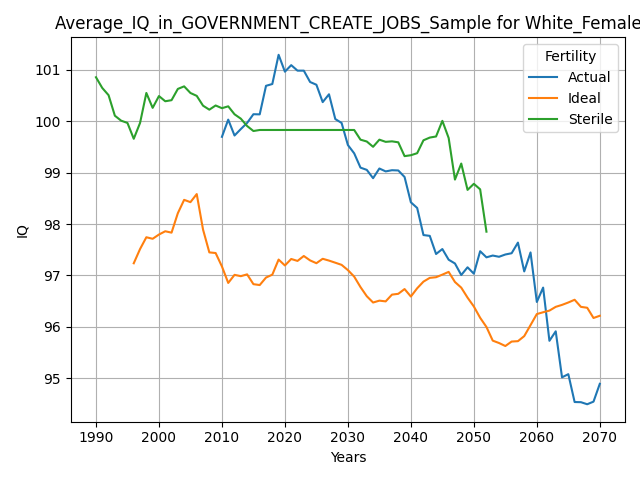 Average_IQ_in_GOVERNMENT_CREATE_JOBS_Sample for White_Female
Fertility
Actual
Ideal
Sterile
101
100
99
98
97
96
95
IQ
1990 2000 2010 2020 2030 2040 2050 2060 2070
Years